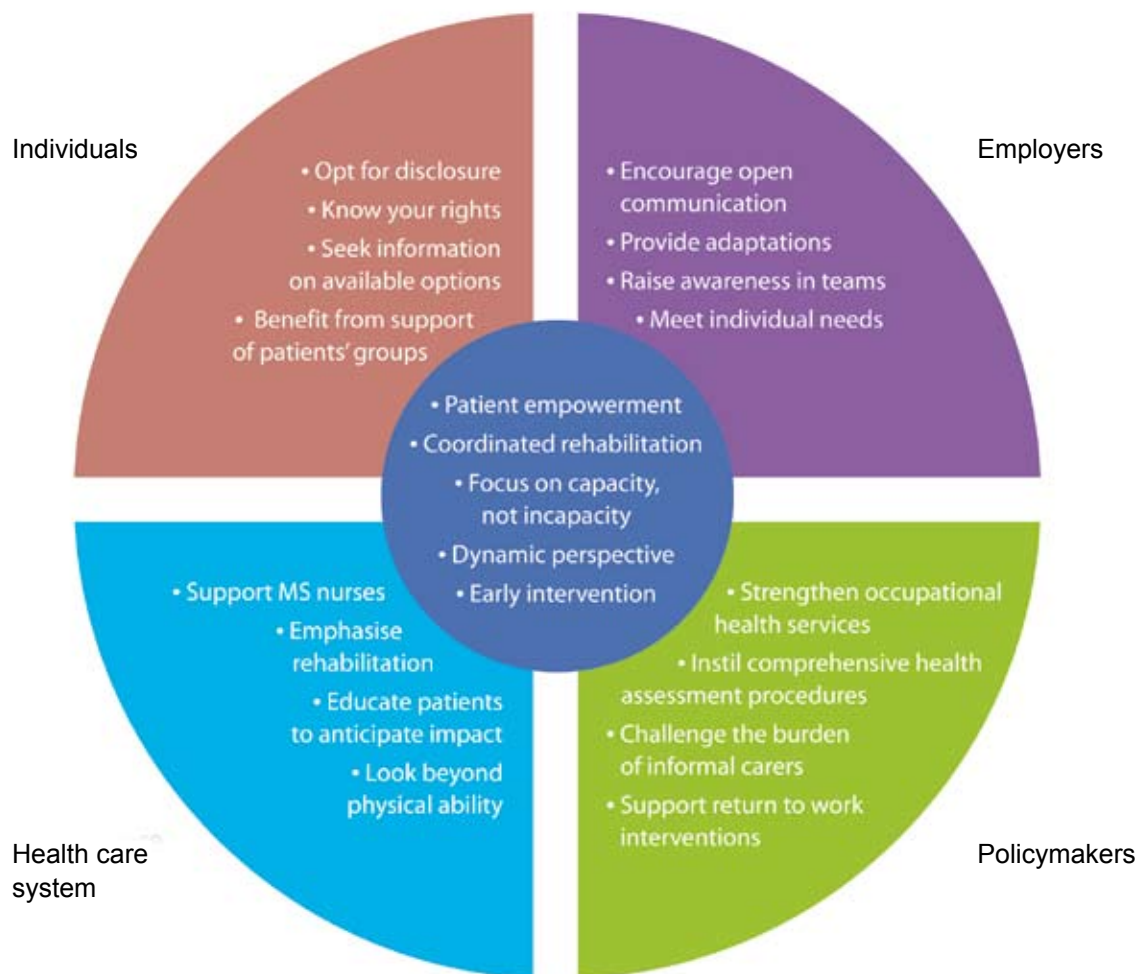 Individuals
• Opt for disclosure
• Know your rights
• Seek information
on available options
• Benefit from support
of patients' groups
Employers
• Encourage open
communication
• Provide adaptations
• Raise awareness in teams
• Meet individual needs
• Patient empowerment
• Coordinated rehabilitation
• Focus on capacity,
not incapacity
• Dynamic perspective
• Early intervention
Health care
system
• Support MS nurses
• Emphasise
rehabilitation
• Educate patients
to anticipate impact
• Look beyond
physical ability
Policymakers
• Strengthen occupational
health services
• Instil comprehensive health
assessment procedures
• Challenge the burden
of informal carers
• Support return to work
interventions